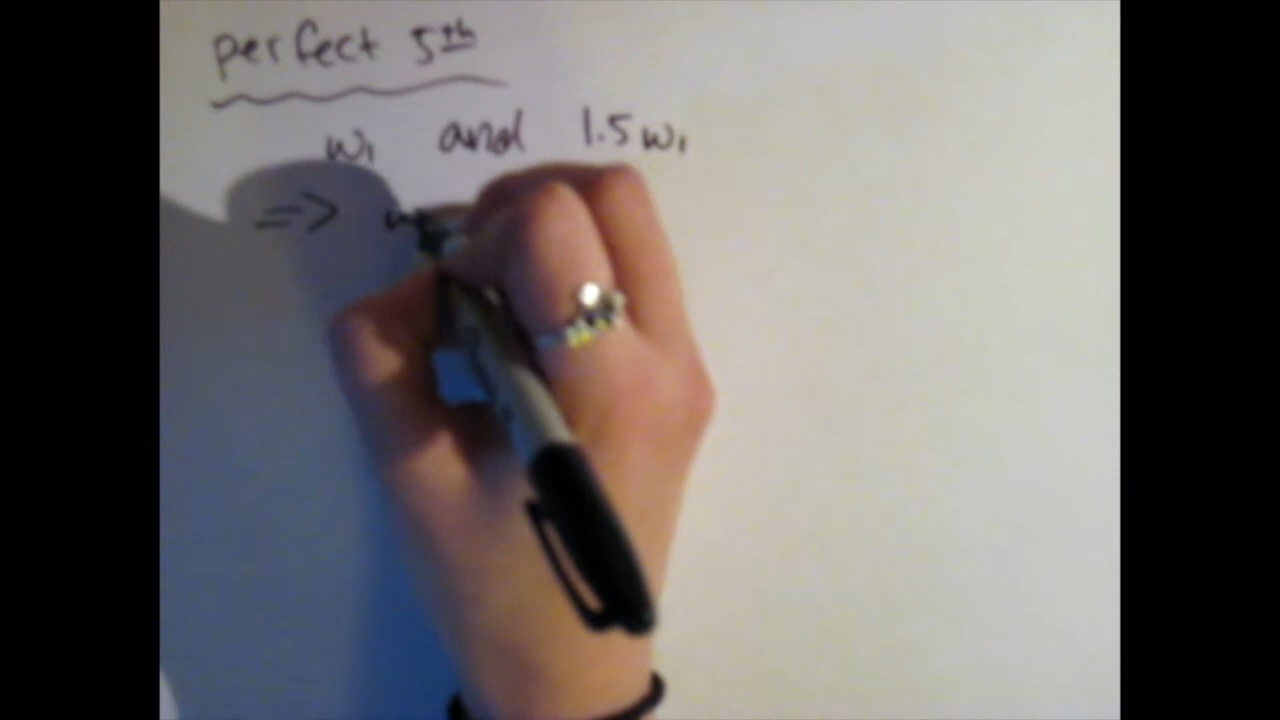 perfect 5th
w₁ and 1.5w₁
=> w